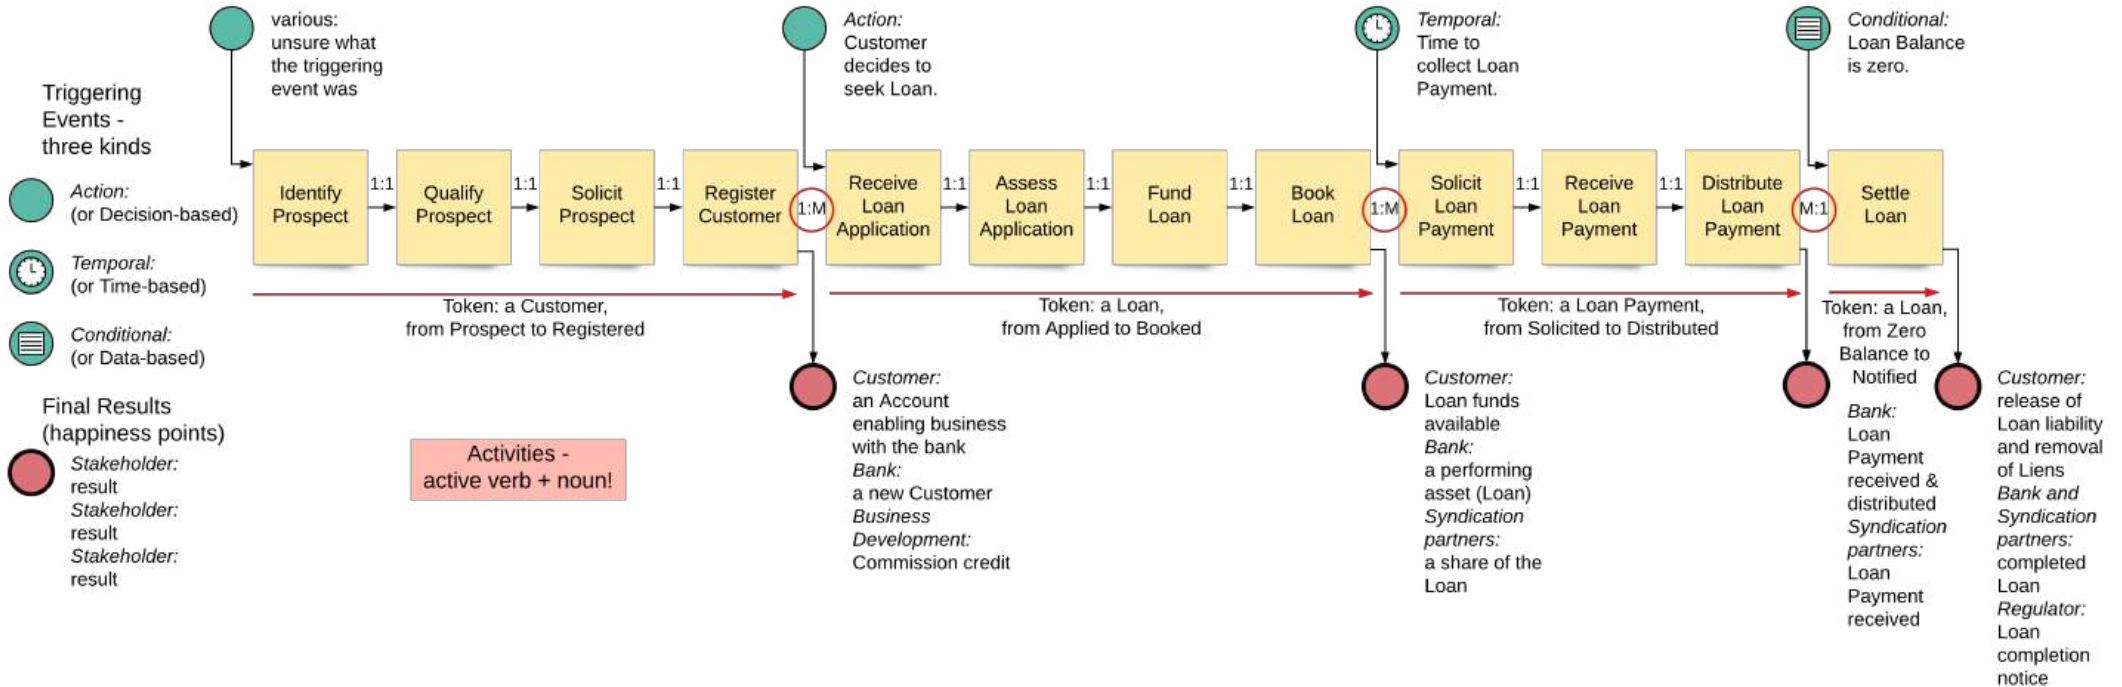 various:
unsure what
the triggering
event was
Action:
Customer
decides to
seek Loan.
Temporal:
Time to
collect Loan
Payment.
Conditional:
Loan Balance
is zero.
Triggering
Events -
three kinds
Action:
(or Decision-based)
Temporal:
(or Time-based)
Conditional:
(or Data-based)
Final Results
(happiness points)
Stakeholder:
result
Stakeholder:
result
Stakeholder:
result
Identify
Prospect
1:1
Qualify
Prospect
1:1
Solicit
Prospect
1:1
Register
Customer
1:M
Receive
Loan
Application
1:1
Assess
Loan
Application
1:1
Fund
Loan
1:1
Book
Loan
1:M
Solicit
Loan
Payment
1:1
Receive
Loan
Payment
1:1
Distribute
Loan
Payment
M:1
Settle
Loan
Token: a Customer,
from Prospect to Registered
Token: a Loan,
from Applied to Booked
Token: a Loan Payment,
from Solicited to Distributed
Token: a Loan,
from Zero
Balance to
Notified
Activities -
active verb + noun!
Customer:
an Account
enabling business
with the bank
Bank:
a new Customer
Business
Development:
Commission credit
Customer:
Loan funds
available
Bank:
a performing
asset (Loan)
Syndication
partners:
a share of the
Loan
Bank:
Loan
Payment
received &
distributed
Syndication
partners:
Loan
Payment
received
Customer:
release of
Loan liability
and removal
of Liens
Bank and
Syndication
partners:
completed
Loan
Regulator:
Loan
completion
notice